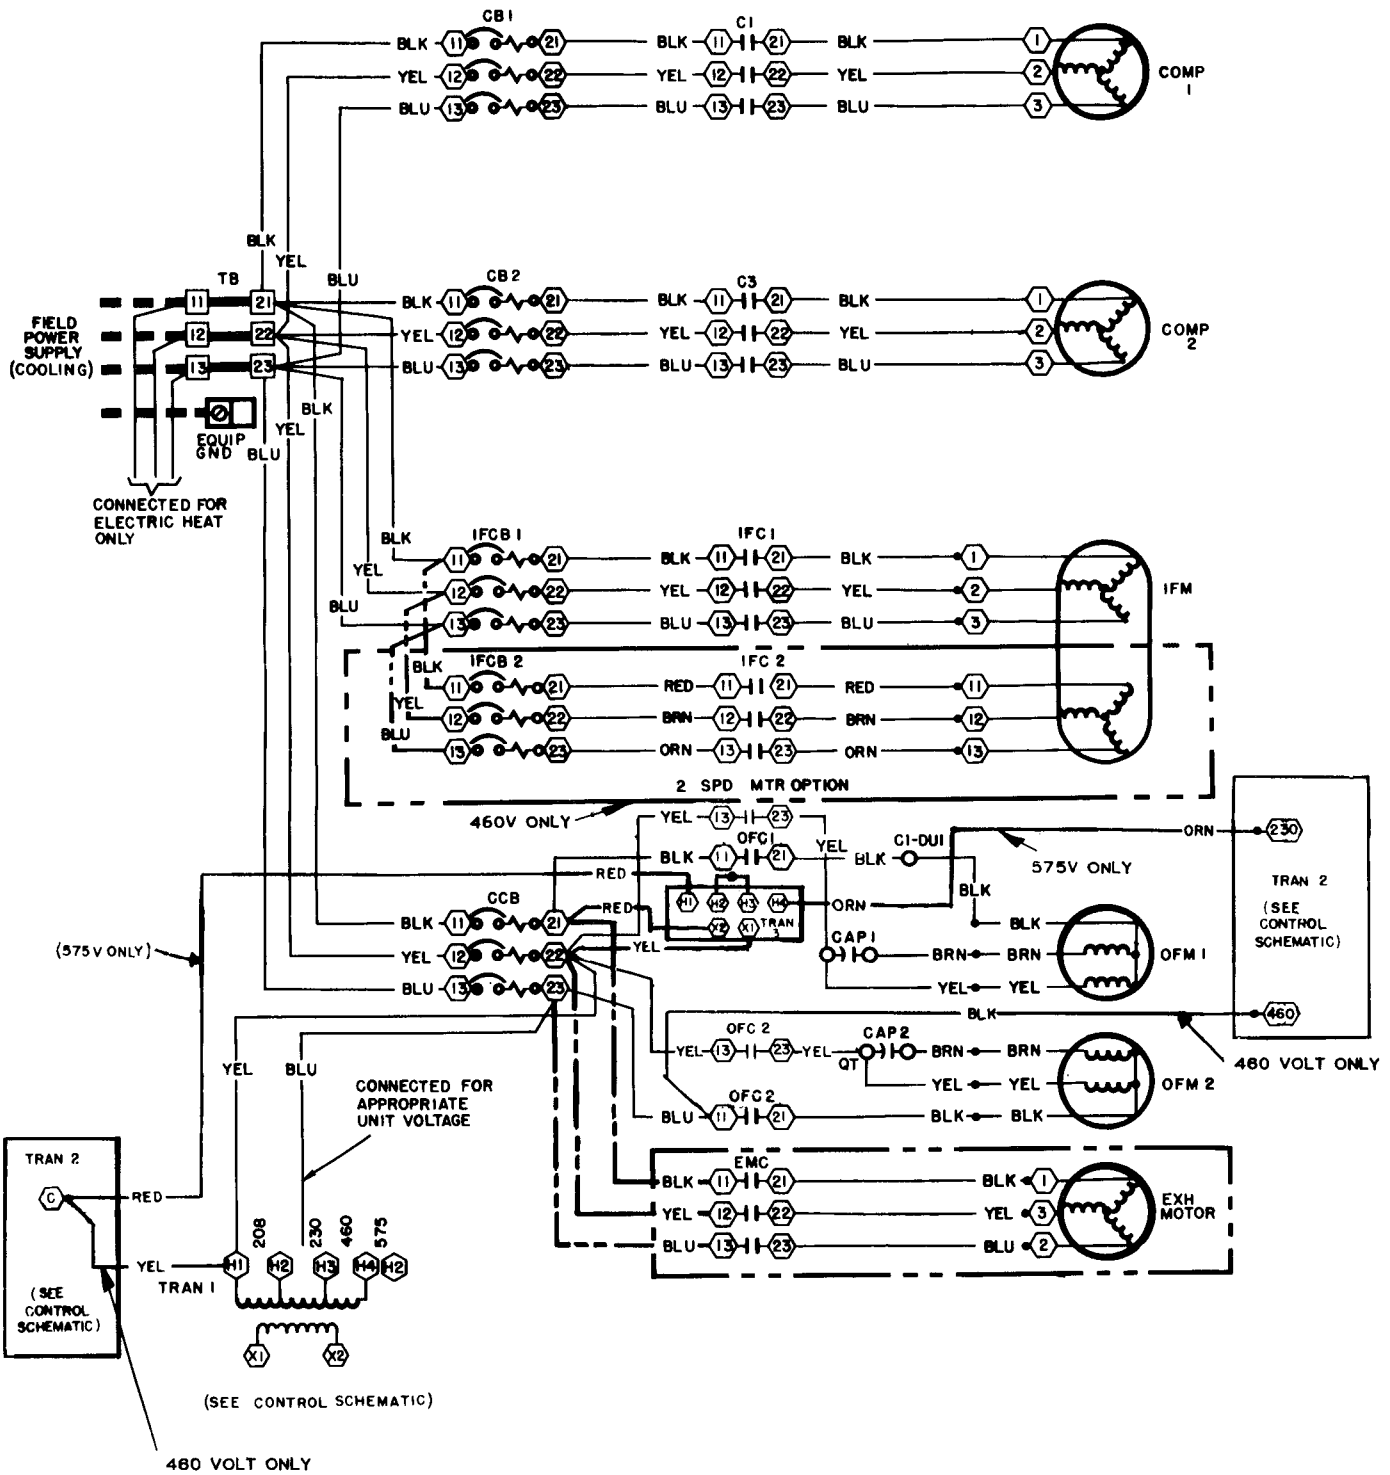 CB 1 C1
BLK 11 21 BLK 11 21 BLK 1
YEL 12 22 YEL 12 22 YEL 2 COMP
1
BLU 13 23 BLU 13 23 BLU 3
BLK
YEL
BLU
TB CB 2 C3
11 21 BLK 11 21 BLK 11 21 BLK 1
FIELD
POWER
SUPPLY
(COOLING)
12 22 YEL 12 22 YEL 12 22 YEL 2 COMP
2
13 23 BLU 13 23 BLU 13 23 BLU 3
BLK
YEL
BLU
EQUIP
GND
CONNECTED FOR
ELECTRIC HEAT
ONLY
IFCB 1 IFC1
BLK 11 21 BLK 11 21 BLK 1
YEL 12 22 YEL 12 22 YEL 2 IFM
BLU 13 23 BLU 13 23 BLU 3
IFCB 2 IFC 2
BLK 11 21 RED 11 21 RED 11
YEL 12 22 BRN 12 22 BRN 12
BLU 13 23 ORN 13 23 ORN 13
2 SPD MTR OPTION
460V ONLY
YEL 13 23
OFC1 YEL C1-DU1
BLK 11 21 BLK
ORN 230
575V ONLY
TRAN 2
(SEE
CONTROL
SCHEMATIC)
460
RED
H1 H2 H3 H4 ORN BLK
X2 X1 TRAN
3
CCB
BLK 11 21 RED BLK
(575V ONLY)
YEL 12 22 YEL CAP 1 BRN BRN OFM 1
BLU 13 23 YEL YEL
BLK
460 VOLT ONLY
OFC 2 CAP 2
YEL 13 23 YEL QT BRN BRN
YEL YEL OFM 2
OFC 2
BLU 11 21 BLK BLK
YEL BLU
CONNECTED FOR
APPROPRIATE
UNIT VOLTAGE
EMC
BLK 11 21 BLK 1
YEL 12 22 YEL 3 EXH
MOTOR
BLU 13 23 BLU 2
TRAN 2
C RED
YEL
(SEE
CONTROL
SCHEMATIC)
208 230 460 575
H1 H2 H3 H4 H2
TRAN 1
X1 X2
(SEE CONTROL SCHEMATIC)
460 VOLT ONLY